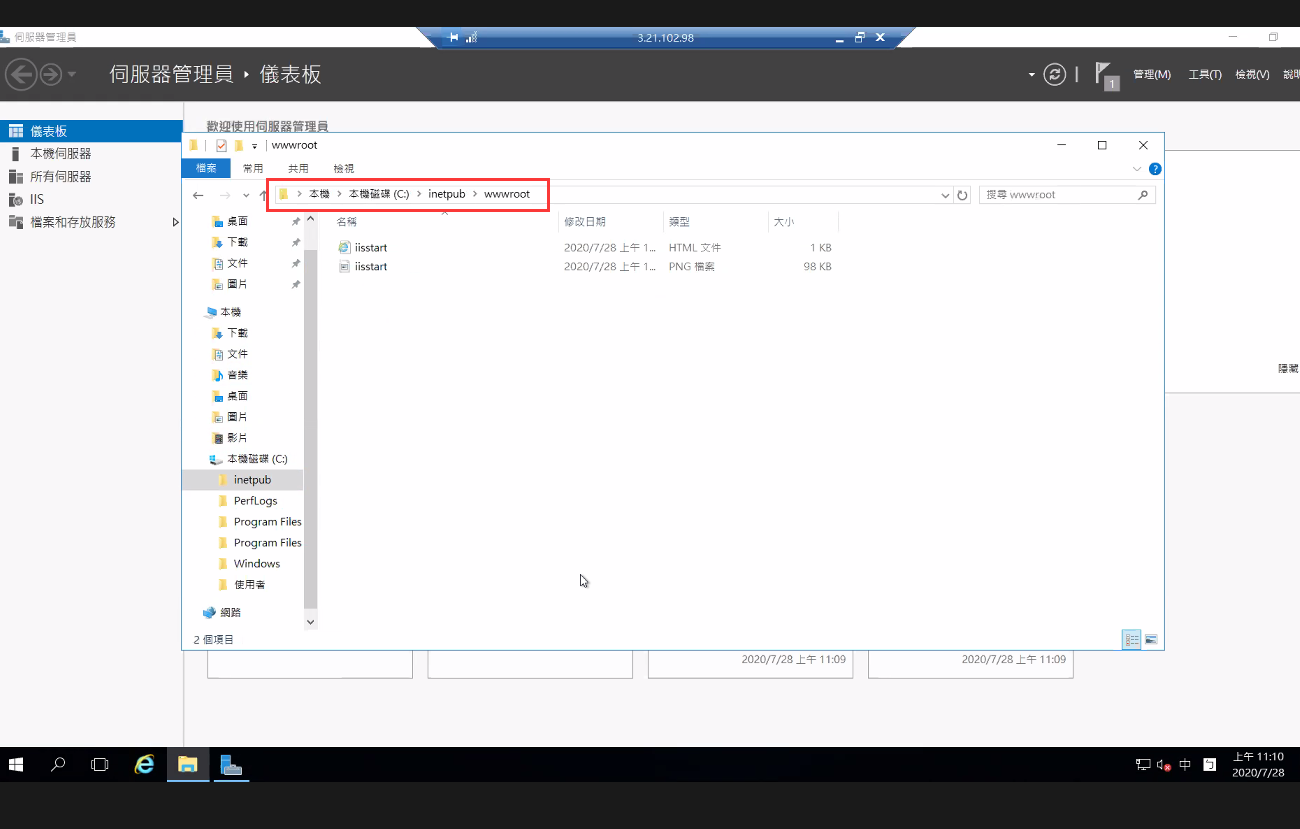 伺服器管理員
3.21.102.98
伺服器管理員 ‣ 儀表板
1
管理(M) 工具(T) 檢視(V) 說明
儀表板
本機伺服器
所有伺服器
IIS
檔案和存放服務
歡迎使用伺服器管理員
wwwroot
檔案 常用 共用 檢視
本機 > 本機磁碟 (C:) > inetpub > wwwroot
搜尋 wwwroot
名稱 修改日期 類型 大小
iisstart 2020/7/28 上午 1... HTML 文件 1 KB
iisstart 2020/7/28 上午 1... PNG 檔案 98 KB
桌面
下載
文件
圖片
本機
下載
文件
音樂
桌面
圖片
影片
本機磁碟 (C:)
inetpub
PerfLogs
Program Files
Program Files
Windows
使用者
網路
2 個項目
隱藏
2020/7/28 上午 11:09
2020/7/28 上午 11:09
中
上午 11:10
2020/7/28